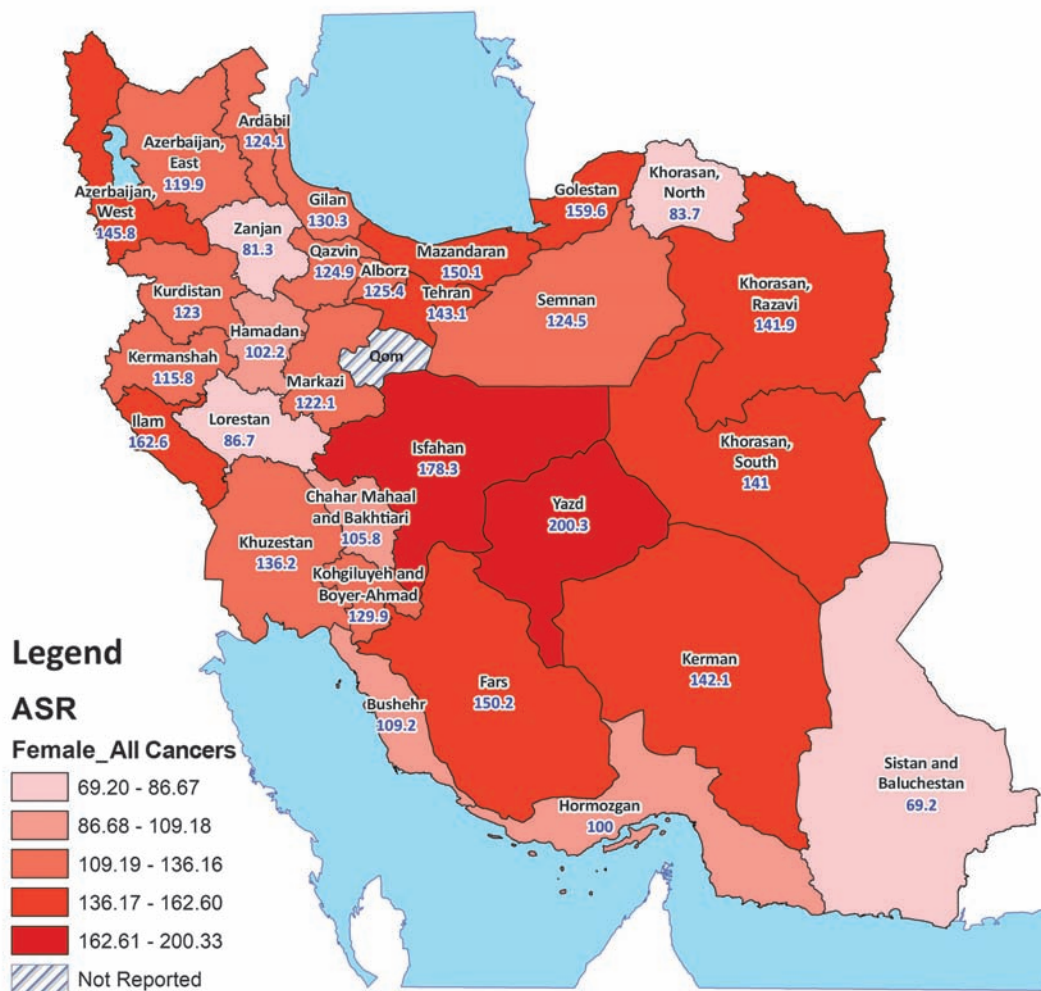 Ardabil
124.1
Azerbaijan,
East
119.9
Azerbaijan,
West
145.8
Gilan
130.3
Golestan
159.6
Khorasan,
North
83.7
Zanjan
81.3
Qazvin
124.9
Alborz
125.4
Mazandaran
150.1
Tehran
143.1
Semnan
124.5
Khorasan,
Razavi
141.9
Kurdistan
123
Hamadan
102.2
Kermanshah
115.8
Qom
Markazi
122.1
Ilam
162.6
Lorestan
86.7
Isfahan
178.3
Khorasan,
South
141
Chahar Mahaal
and Bakhtiari
105.8
Yazd
200.3
Khuzestan
136.2
Kohgiluyeh and
Boyer-Ahmad
129.9
Fars
150.2
Kerman
142.1
Bushehr
109.2
Sistan and
Baluchestan
69.2
Hormozgan
100
Legend
ASR
Female_All Cancers
69.20 - 86.67
86.68 - 109.18
109.19 - 136.16
136.17 - 162.60
162.61 - 200.33
Not Reported